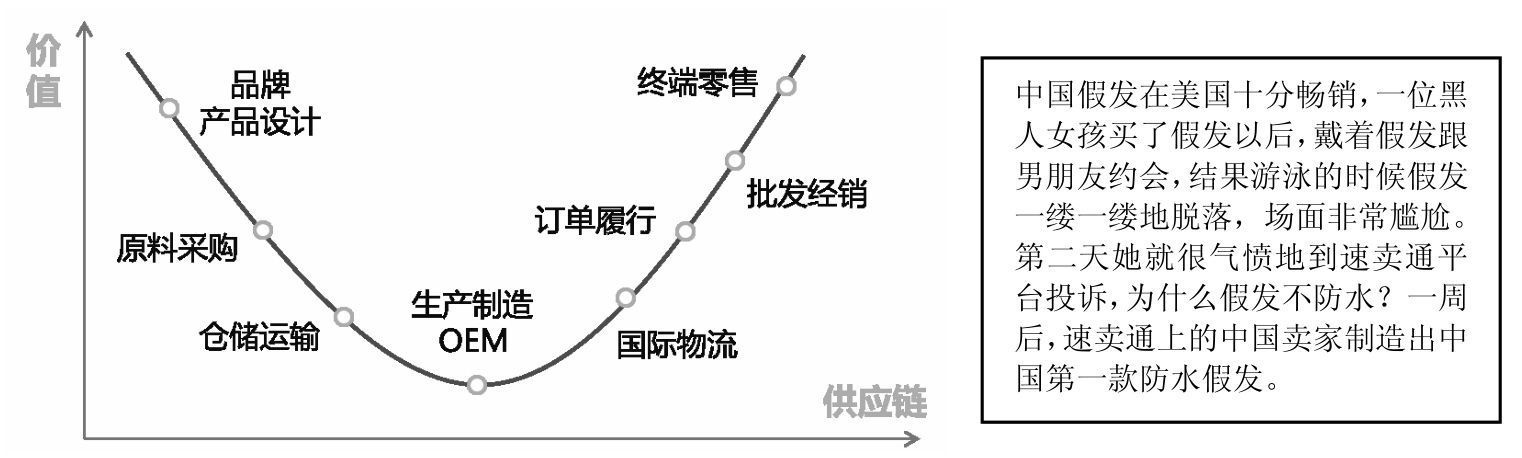 价
值
品牌
产品设计
原料采购
仓储运输
生产制造
OEM
国际物流
订单履行
批发经销
终端零售
供应链
中国假发在美国十分畅销，一位黑
人女孩买了假发以后，戴着假发跟
男朋友约会，结果游泳的时候假发
一缕一缕地脱落，场面非常尴尬。
第二天她就很气愤地到速卖通平
台投诉，为什么假发不防水？一周
后，速卖通上的中国卖家制造出中
国第一款防水假发。